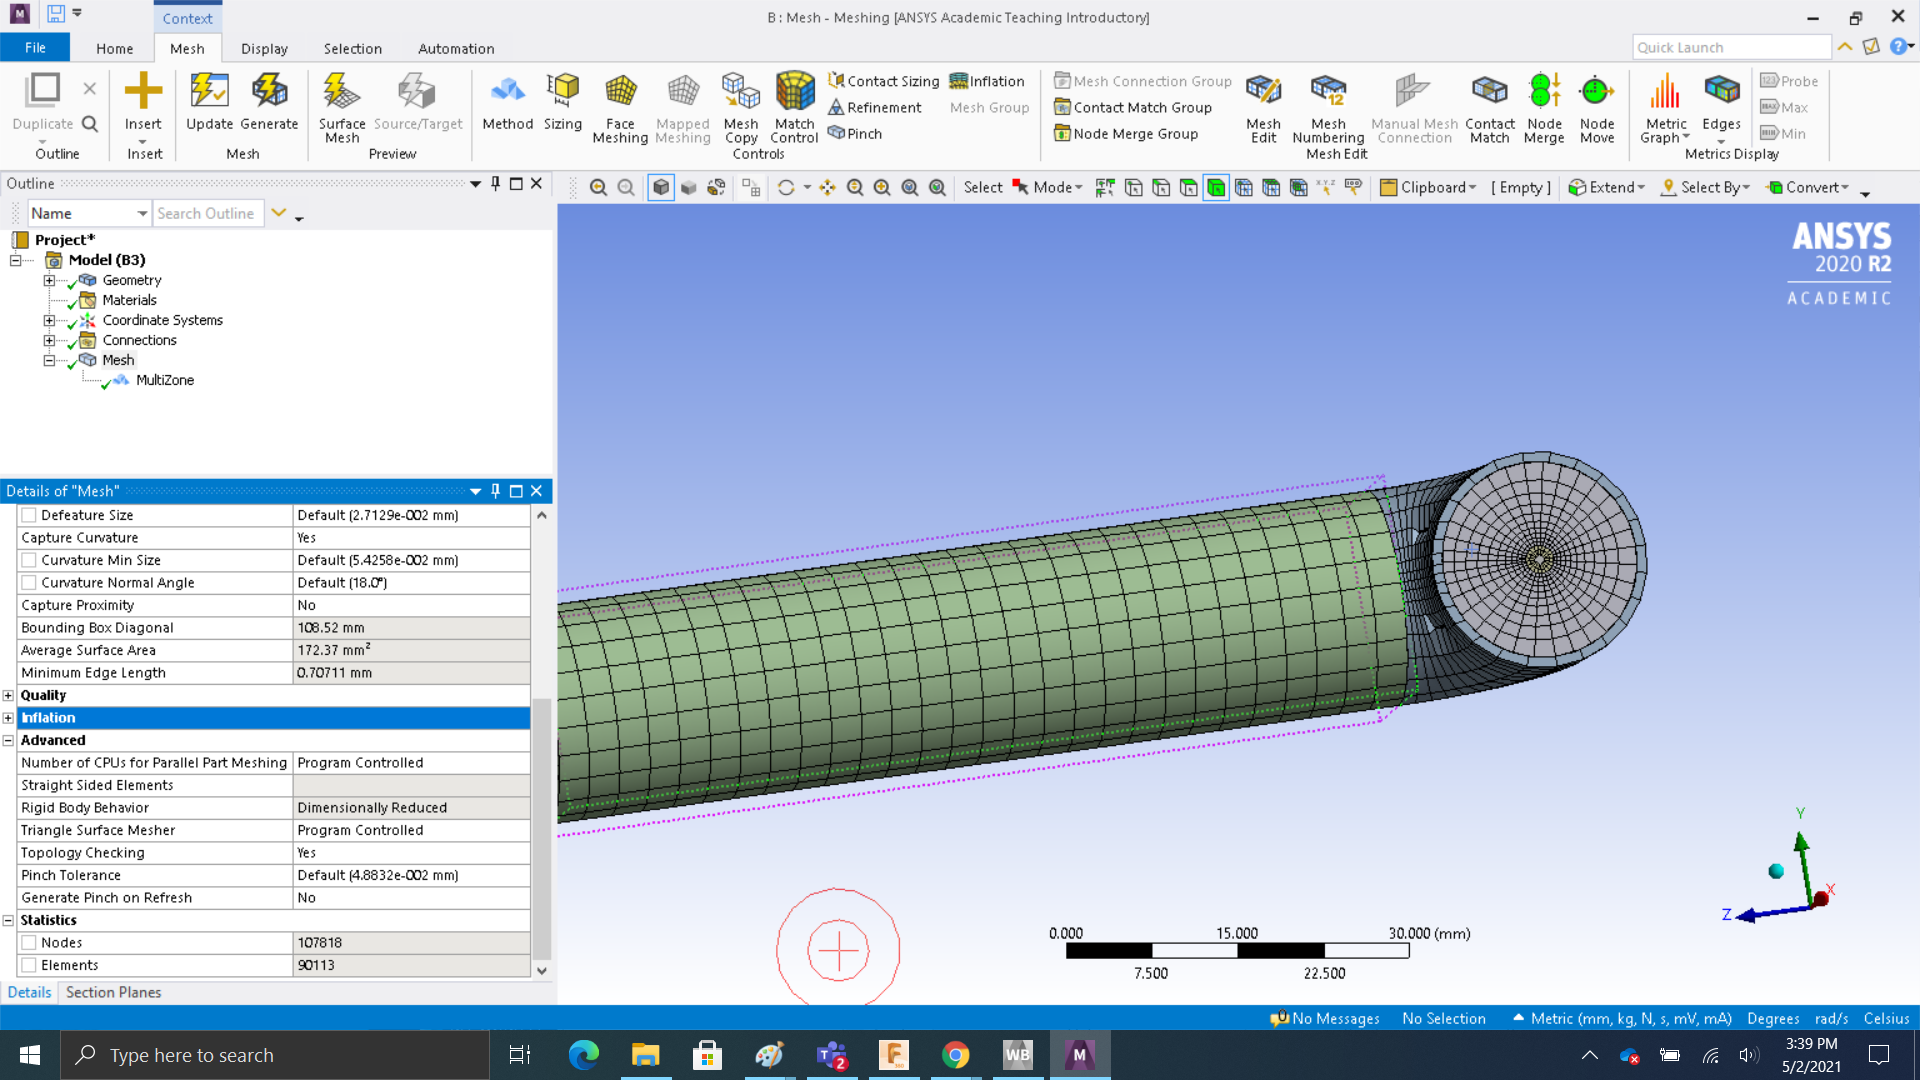 Context
B : Mesh - Meshing [ANSYS Academic Teaching Introductory]
File Home Mesh Display Selection Automation
Quick Launch
Duplicate
Outline
Insert
Insert
Update Generate
Mesh
Surface Mesh Source/Target
Preview
Method Sizing Face Meshing Mapped Meshing Mesh Copy Match Control
Contact Sizing
Refinement
Pinch
Inflation
Mesh Group
Controls
Mesh Connection Group
Contact Match Group
Node Merge Group
Mesh Edit Mesh Numbering Manual Mesh Connection Contact Match Node Merge Node Move
Mesh Edit
Metric Graph Edges
Probe
Max
Min
Metrics Display
Outline
Name Search Outline
Select Mode Clipboard [ Empty ] Extend Select By Convert
Project*
Model (B3)
Geometry
Materials
Coordinate Systems
Connections
Mesh
MultiZone
Details of "Mesh"
Defeature Size Default (2.7129e-002 mm)
Capture Curvature Yes
Curvature Min Size Default (5.4258e-002 mm)
Curvature Normal Angle Default (18.0°)
Capture Proximity No
Bounding Box Diagonal 108.52 mm
Average Surface Area 172.37 mm²
Minimum Edge Length 0.70711 mm
Quality
Inflation
Advanced
Number of CPUs for Parallel Part Meshing Program Controlled
Straight Sided Elements
Rigid Body Behavior Dimensionally Reduced
Triangle Surface Mesher Program Controlled
Topology Checking Yes
Pinch Tolerance Default (4.8832e-002 mm)
Generate Pinch on Refresh No
Statistics
Nodes 107818
Elements 90113
Details Section Planes
ANSYS
2020 R2
ACADEMIC
Y
X
Z
0.000 15.000 30.000 (mm)
7.500 22.500
No Messages No Selection Metric (mm, kg, N, s, mV, mA) Degrees rad/s Celsius
Type here to search
2
WB
M
3:39 PM
5/2/2021